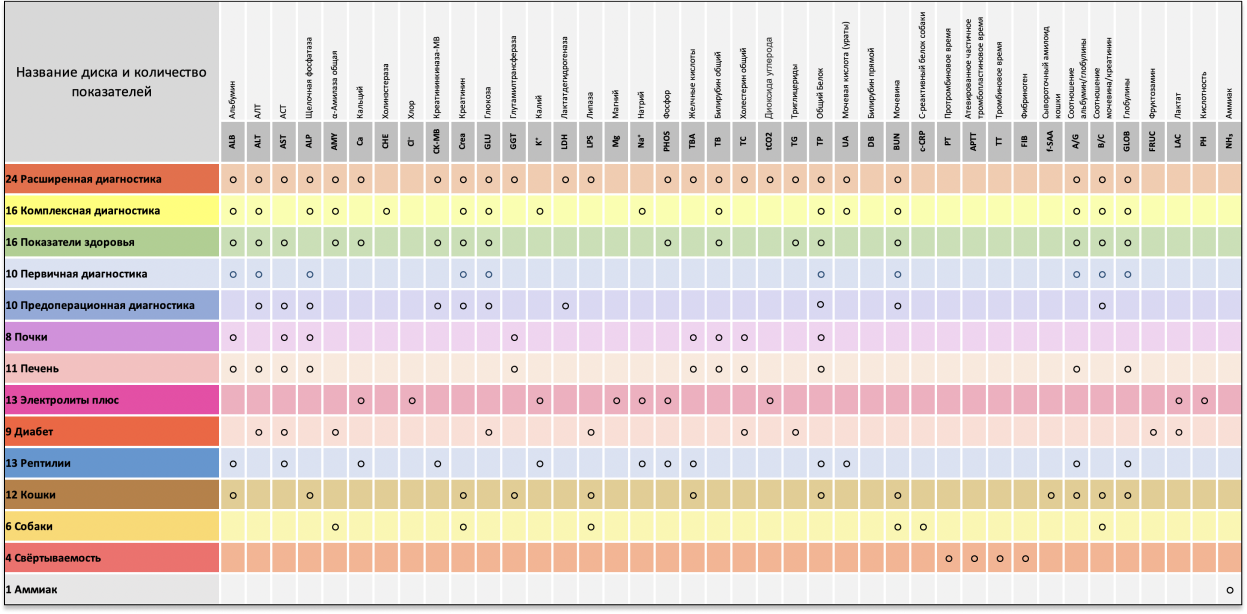 Название диска и количество
показателей
Альбумин
АЛТ
АСТ
Щелочная фосфатаза
α-Амилаза общая
Кальций
Холинэстераза
Хлор
Креатининкиназа-МВ
Креатинин
Глюкоза
Глутамилтрансфераза
Калий
Лактатдегидрогеназа
Липаза
Магний
Натрий
Фосфор
Желчные кислоты
Билирубин общий
Холестерин общий
Диоксида углерода
Триглицериды
Общий Белок
Мочевая кислота (ураты)
Билирубин прямой
Мочевина
С-реактивный белок собаки
Протромбиновое время
Атевированное частичное
тромбопластиновое время
Тромбиновое время
Фибриноген
Сывороточный амилоид
кошки
Соотношение
альбумин/глобулины
Соотношение
мочевина/креатинин
Глобулины
Фруктозамин
Лактат
Кислотность
Аммиак
ALB
ALT
AST
ALP
AMY
Ca
CHE
Cl⁻
CK-MB
Crea
GLU
GGT
K⁺
LDH
LPS
Mg
Na⁺
PHOS
TBA
TB
TC
tCO2
TG
TP
UA
DB
BUN
c-CRP
PT
APTT
TT
FIB
f-SAA
A/G
B/C
GLOB
FRUC
LAC
PH
NH₃
24 Расширенная диагностика
16 Комплексная диагностика
16 Показатели здоровья
10 Первичная диагностика
10 Предоперационная диагностика
8 Почки
11 Печень
13 Электролиты плюс
9 Диабет
13 Рептилии
12 Кошки
6 Собаки
4 Свёртываемость
1 Аммиак